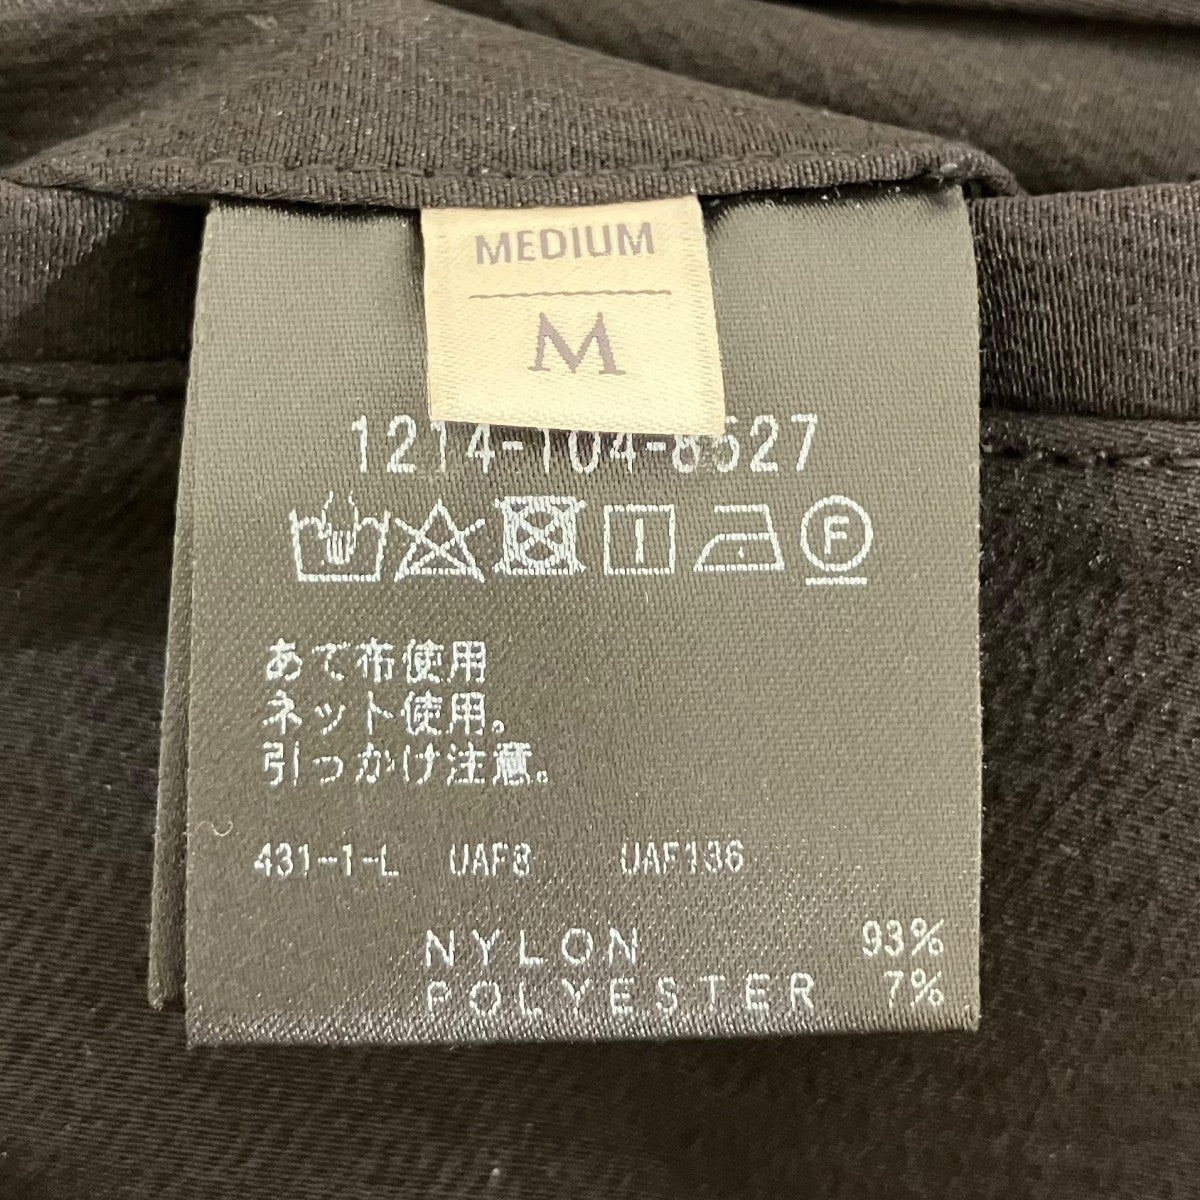 MEDIUM
M
1214-104-8527
F
あて布使用
ネット使用。
引っかけ注意。
431-1-L UAF8 UAF136
NYLON 93%
POLYESTER 7%